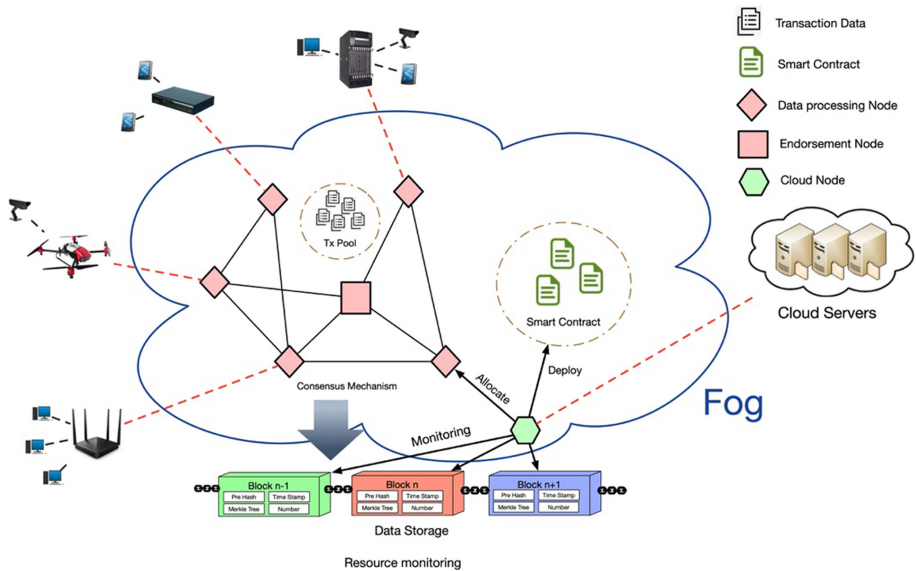 Transaction Data
Smart Contract
Data processing Node
Endorsement Node
Cloud Node
Tx Pool
Smart Contract
Cloud Servers
Deploy
Consensus Mechanism
Allocate
Fog
Monitoring
Block n-1
Pre Hash
Time Stamp
Merkle Tree
Number
Block n
Pre Hash
Time Stamp
Merkle Tree
Number
Block n+1
Pre Hash
Time Stamp
Merkle Tree
Number
Data Storage
Resource monitoring